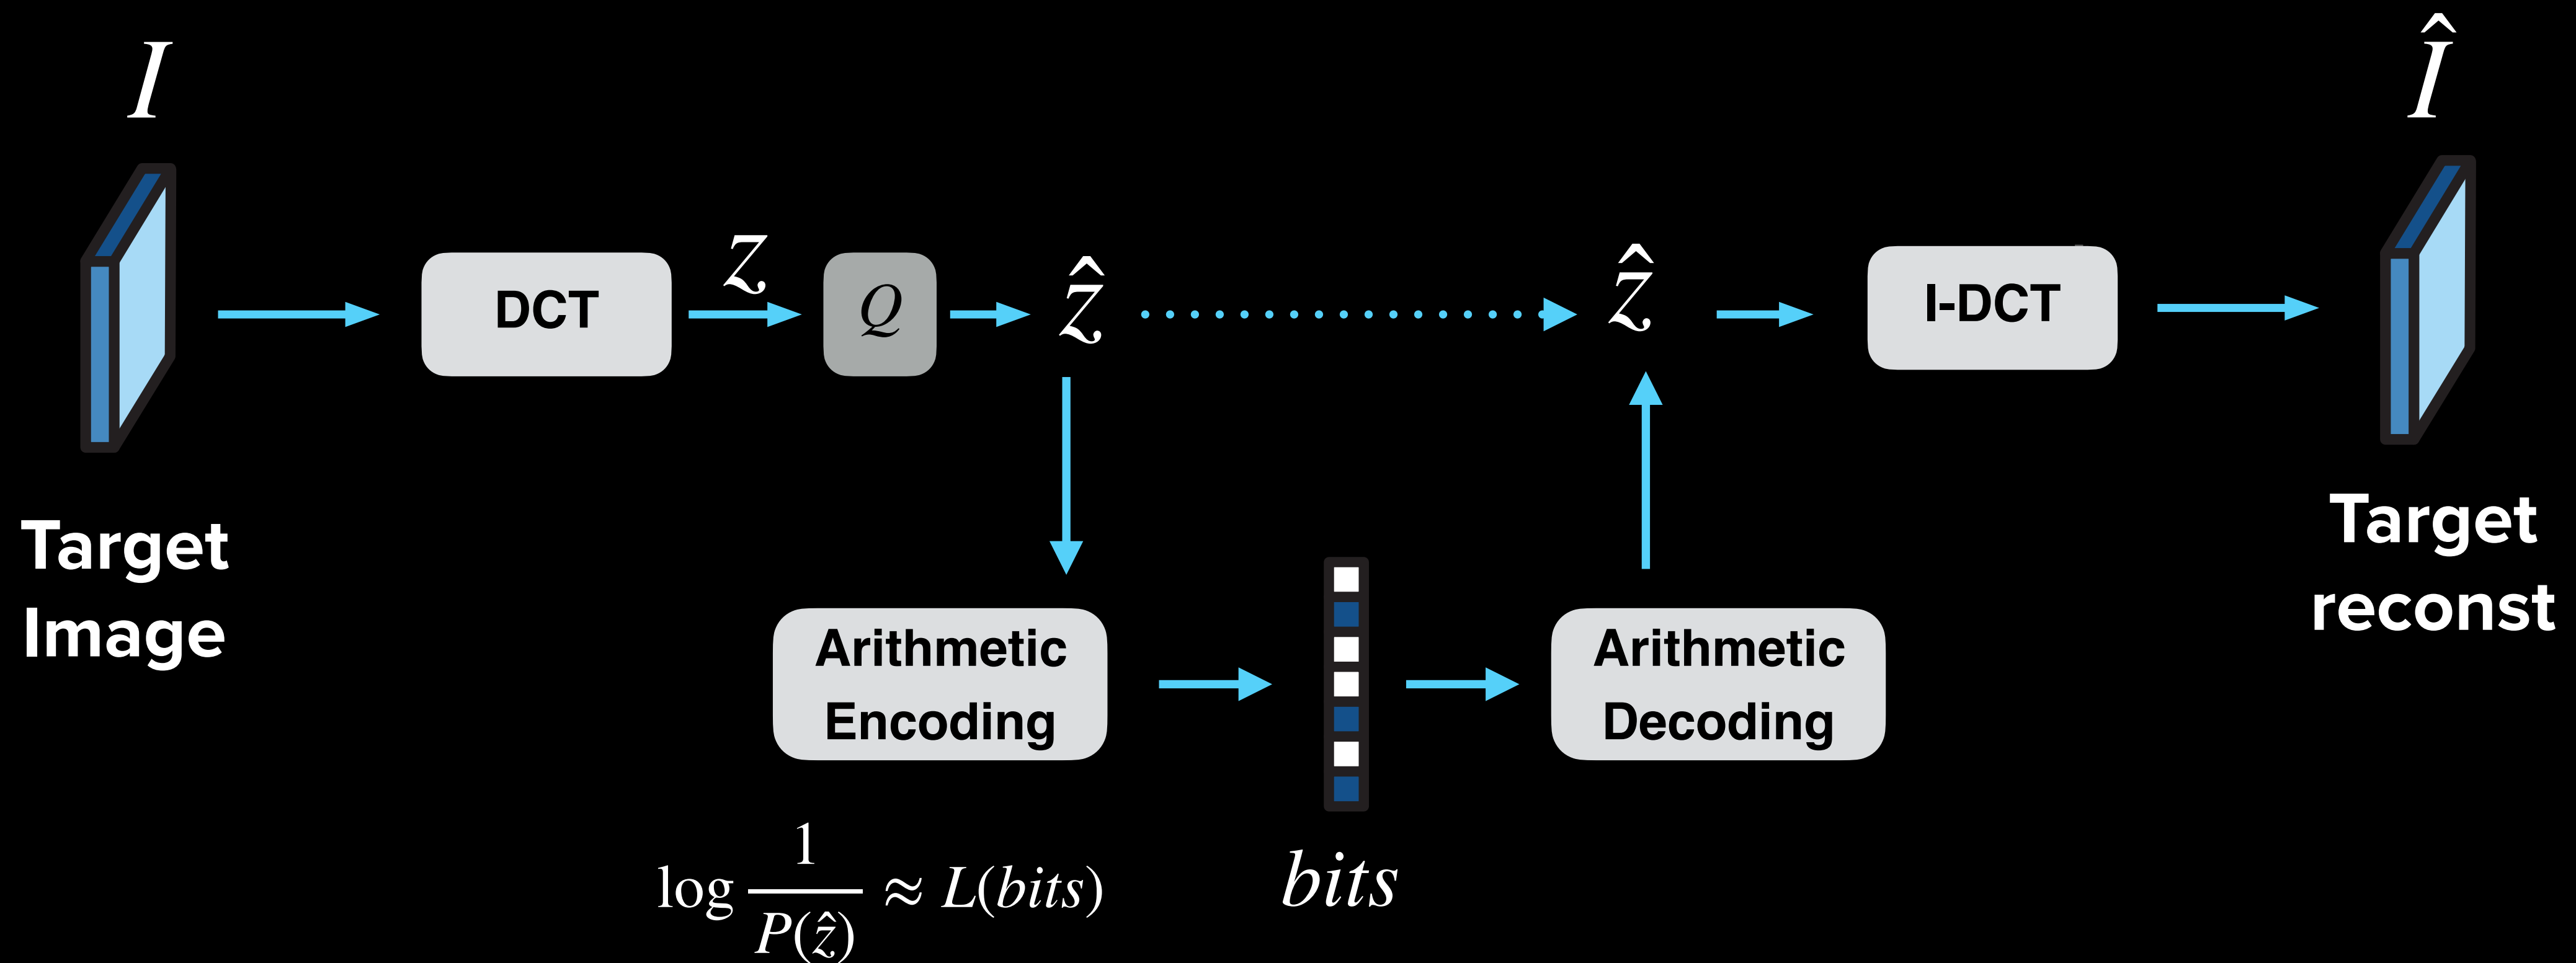 I
Î
DCT
z
Q
ẑ
ẑ
I-DCT
Target
Image
Target
reconst
Arithmetic
Encoding
Arithmetic
Decoding
log 1/P(ẑ) ≈ L(bits)
bits